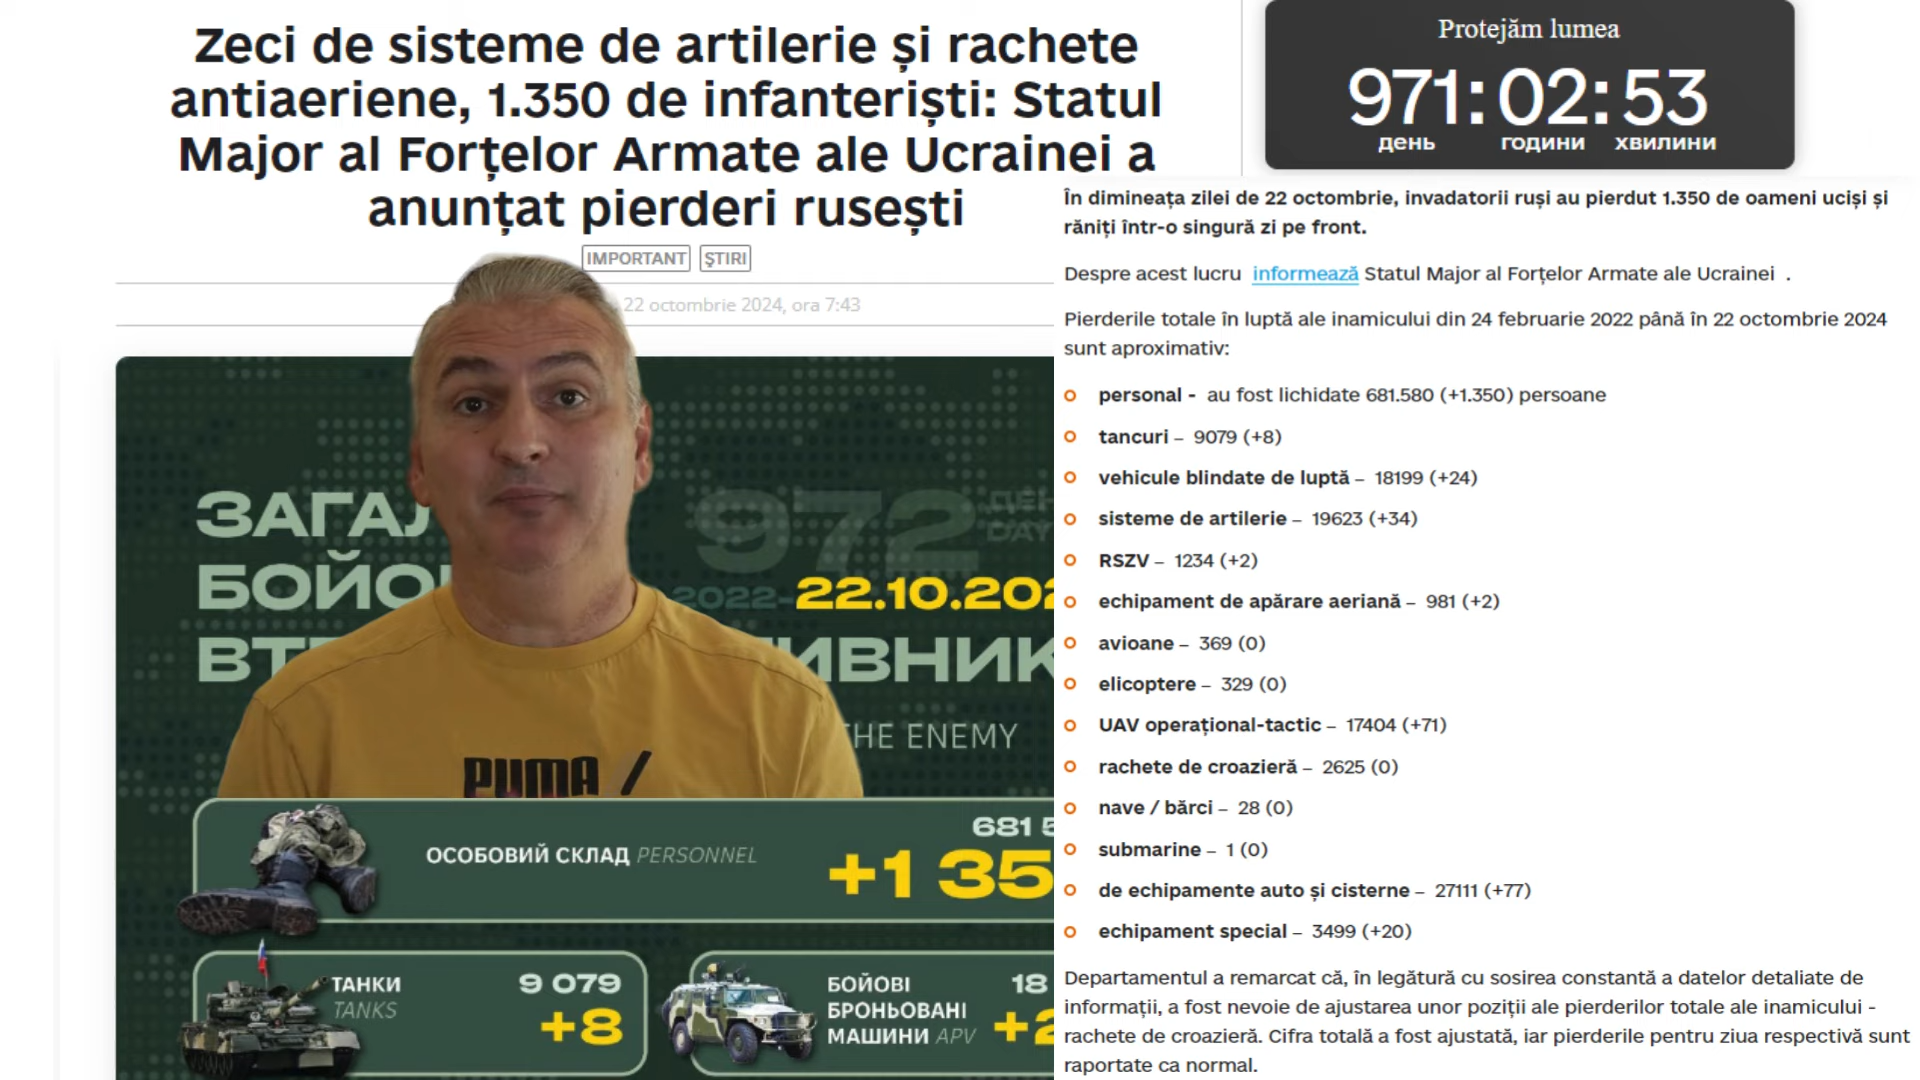 Zeci de sisteme de artilerie și rachete
antiaeriene, 1.350 de infanteriști: Statul
Major al Forțelor Armate ale Ucrainei a
anunțat pierderi rusești
IMPORTANT ŞTIRI
22 octombrie 2024, ora 7:43
972 ДЕН
DAY
2022-22.10.202
HE ENEMY
ОСОБОВИЙ СКЛАД PERSONNEL
681 5
+1 35
ТАНКИ
TANKS
9 079
+8
БОЙОВІ
БРОНЬОВАНІ
МАШИНИ APV
18
+2
PUMA
Protejăm lumea
971:02:53
день години хвилини
În dimineața zilei de 22 octombrie, invadatorii ruși au pierdut 1.350 de oameni uciși și
răniți într-o singură zi pe front.
Despre acest lucru informează Statul Major al Forțelor Armate ale Ucrainei .
Pierderile totale în luptă ale inamicului din 24 februarie 2022 până în 22 octombrie 2024
sunt aproximativ:
personal - au fost lichidate 681.580 (+1.350) persoane
tancuri – 9079 (+8)
vehicule blindate de luptă – 18199 (+24)
sisteme de artilerie – 19623 (+34)
RSZV – 1234 (+2)
echipament de apărare aeriană – 981 (+2)
avioane – 369 (0)
elicoptere – 329 (0)
UAV operațional-tactic – 17404 (+71)
rachete de croazieră – 2625 (0)
nave / bărci – 28 (0)
submarine – 1 (0)
de echipamente auto și cisterne – 27111 (+77)
echipament special – 3499 (+20)
Departamentul a remarcat că, în legătură cu sosirea constantă a datelor detaliate de
informații, a fost nevoie de ajustarea unor poziții ale pierderilor totale ale inamicului -
rachete de croazieră. Cifra totală a fost ajustată, iar pierderile pentru ziua respectivă sunt
raportate ca normal.